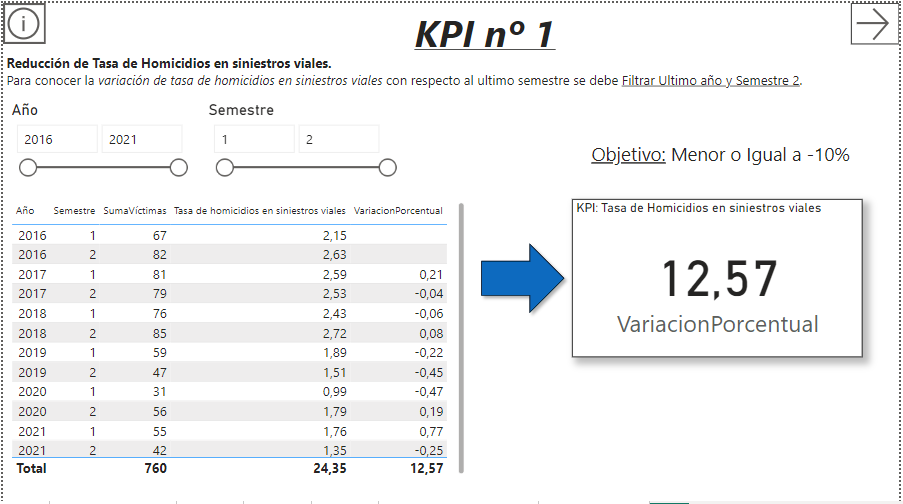 KPI nº 1
Reducción de Tasa de Homicidios en siniestros viales.
Para conocer la variación de tasa de homicidios en siniestros viales con respecto al ultimo semestre se debe Filtrar Ultimo año y Semestre 2.
Año Semestre
2016 2021 1 2
Objetivo: Menor o Igual a -10%
Año Semestre SumaVíctimas Tasa de homicidios en siniestros viales VariacionPorcentual
2016 1 67 2,15
2016 2 82 2,63
2017 1 81 2,59 0,21
2017 2 79 2,53 -0,04
2018 1 76 2,43 -0,06
2018 2 85 2,72 0,08
2019 1 59 1,89 -0,22
2019 2 47 1,51 -0,45
2020 1 31 0,99 -0,47
2020 2 56 1,79 0,19
2021 1 55 1,76 0,77
2021 2 42 1,35 -0,25
Total 760 24,35 12,57
KPI: Tasa de Homicidios en siniestros viales
12,57
VariacionPorcentual